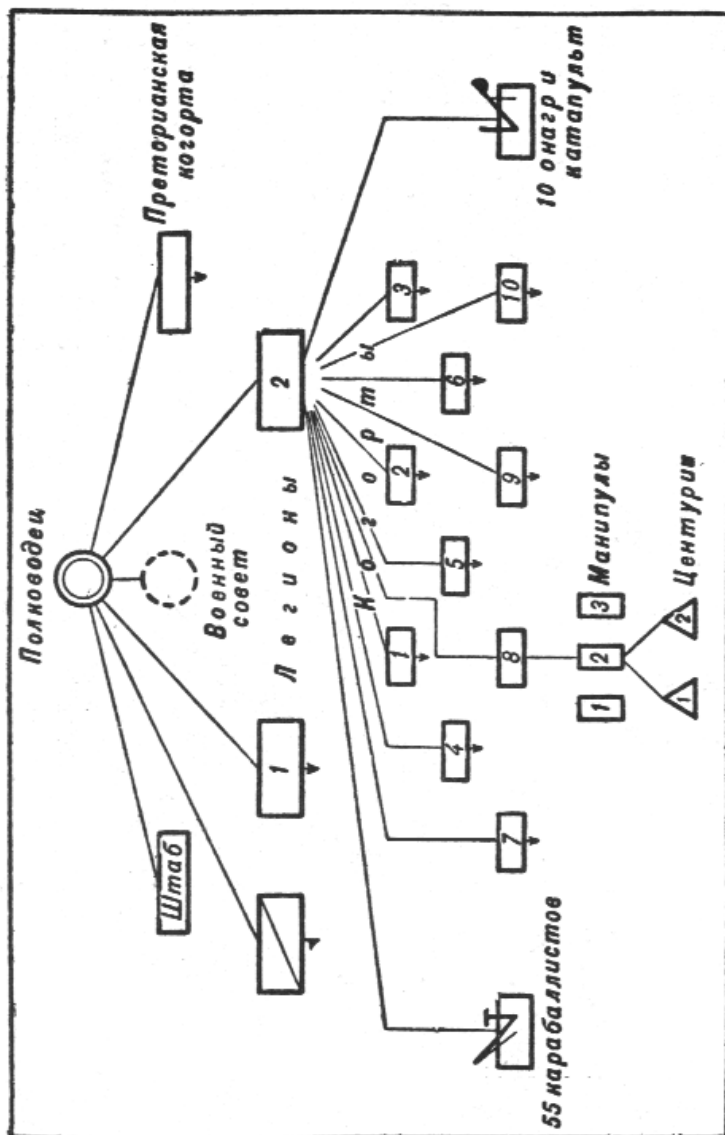 Полководец
Штаб
Военный
совет
Преторианская
когорта
Легионы
1
2
Когорты
1
2
3
4
5
6
7
8
9
10
55 карабаллистов
10 онагр и
катапульт
1
2
3
Манипулы
1
2
Центурии